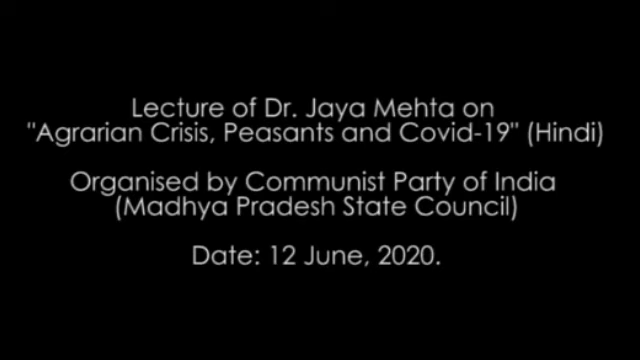 Lecture of Dr. Jaya Mehta on
"Agrarian Crisis, Peasants and Covid-19" (Hindi)
Organised by Communist Party of India
(Madhya Pradesh State Council)
Date: 12 June, 2020.